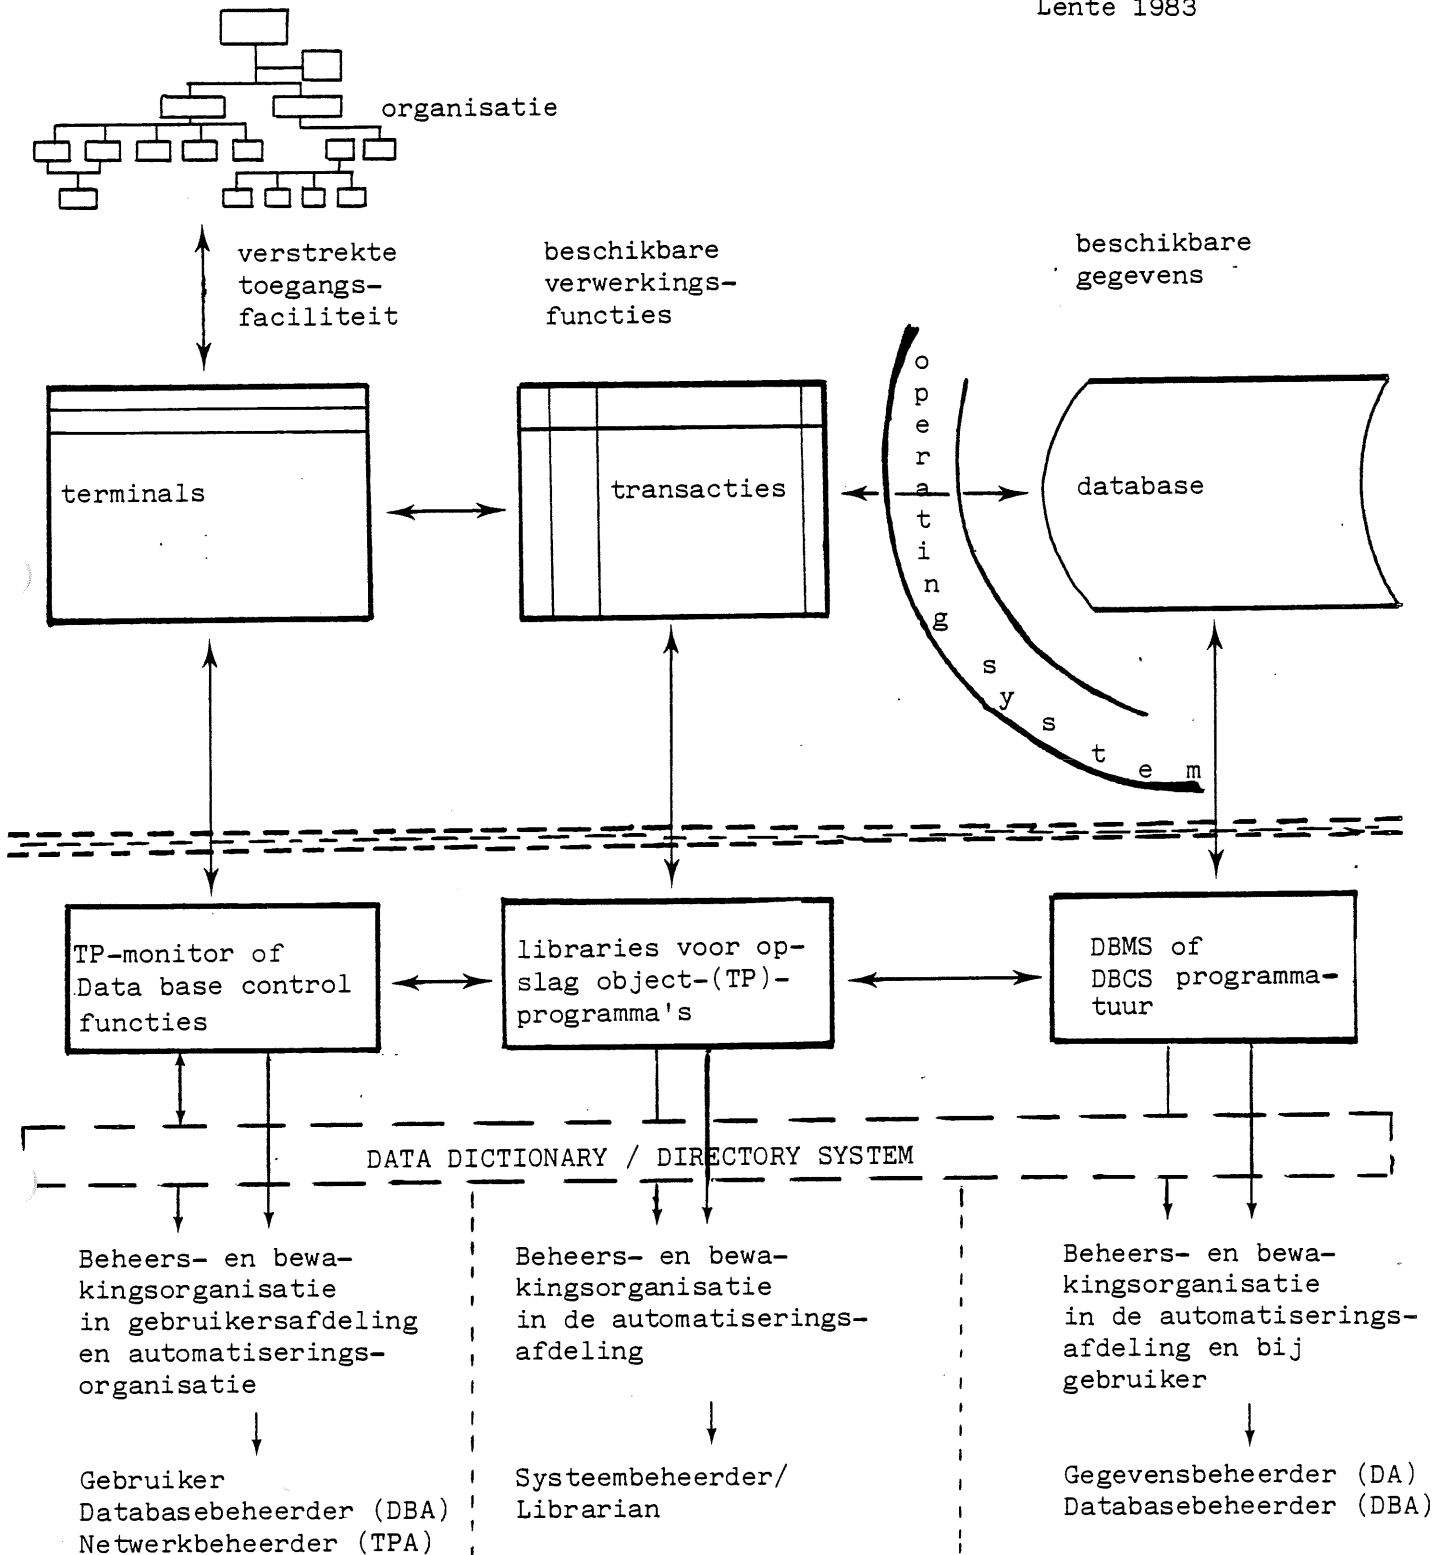 Lente 1983
organisatie
verstrekte
toegangs-
faciliteit
beschikbare
verwerkings-
functies
beschikbare
gegevens
terminals
transacties
operating system
database
TP-monitor of
Data base control
functies
libraries voor op-
slag object-(TP)-
programma's
DBMS of
DBCS programma-
tuur
DATA DICTIONARY / DIRECTORY SYSTEM
Beheers- en bewa-
kingsorganisatie
in gebruikersafdeling
en automatiserings-
organisatie
Beheers- en bewa-
kingsorganisatie
in de automatiserings-
afdeling
Beheers- en bewa-
kingsorganisatie
in de automatiserings-
afdeling en bij
gebruiker
Gebruiker
Databasebeheerder (DBA)
Netwerkbeheerder (TPA)
Systeembeheerder/
Librarian
Gegevensbeheerder (DA)
Databasebeheerder (DBA)